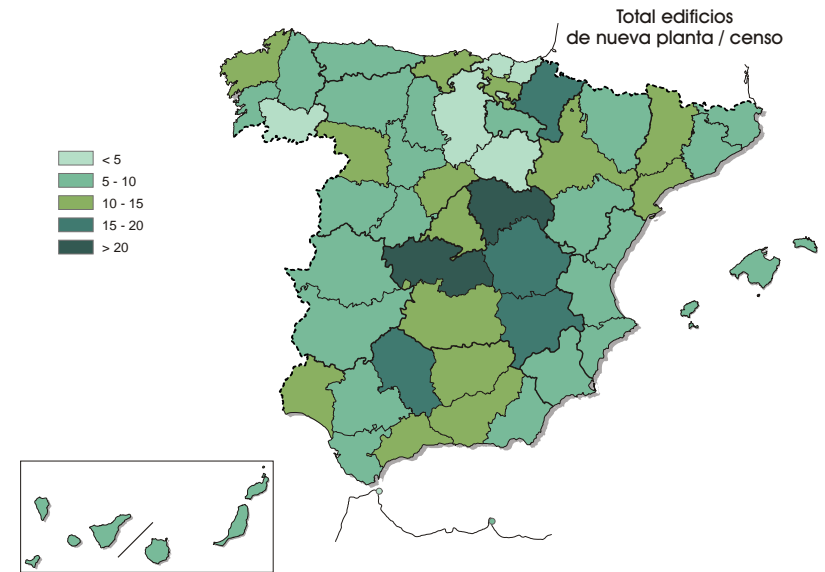 Total edificios
de nueva planta / censo
< 5
5 - 10
10 - 15
15 - 20
> 20